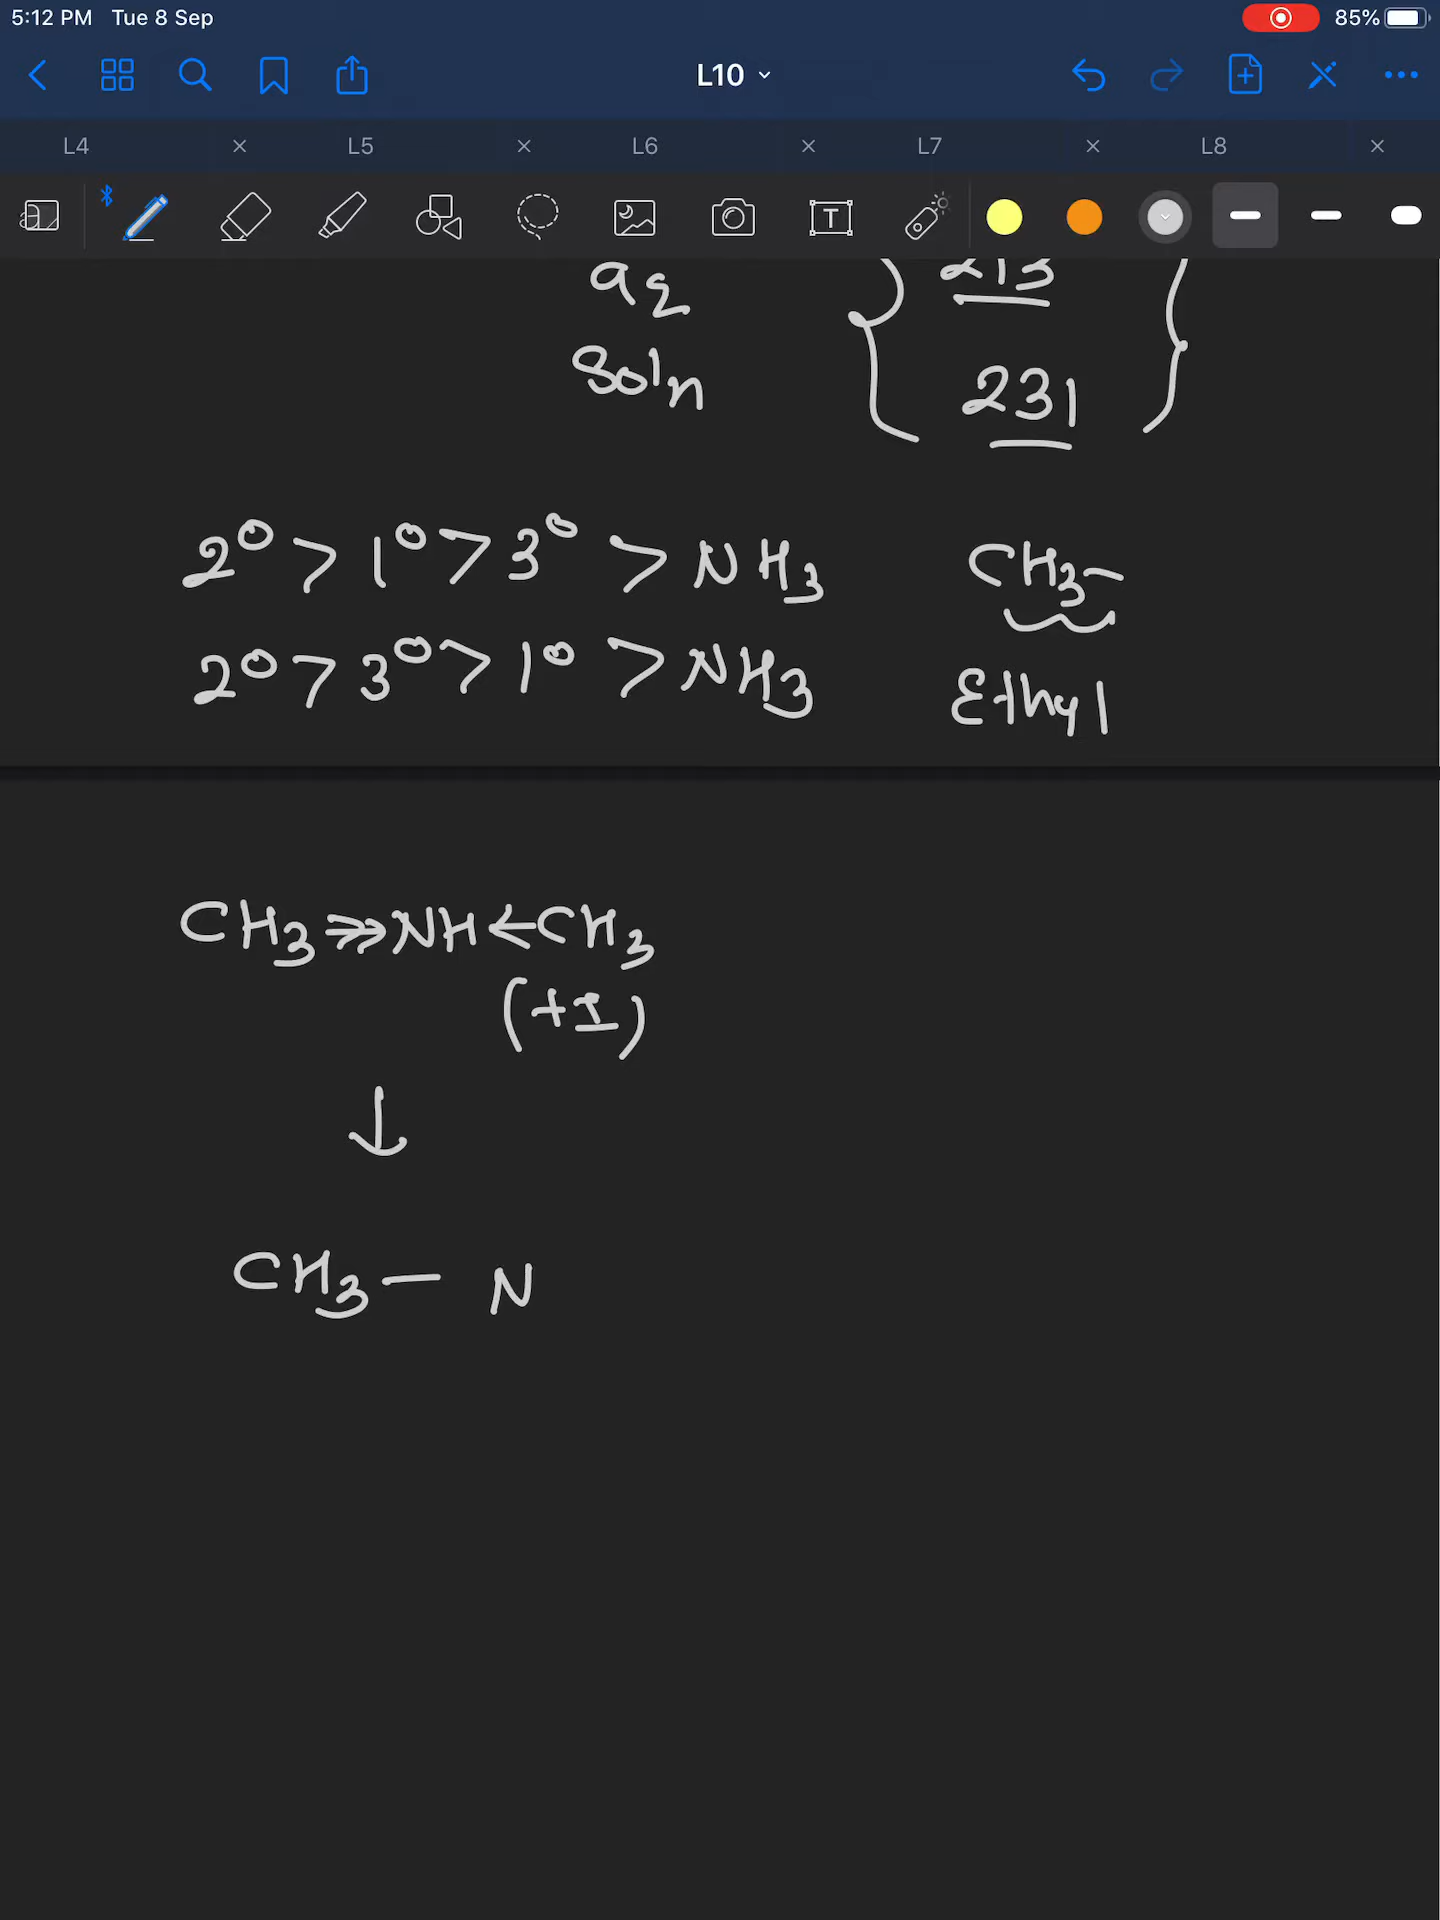 5:12 PM Tue 8 Sep 85%
L10
L4 × L5 × L6 × L7 × L8 ×
T
aq 213
Soln 231
2° > 1° > 3° > NH3 CH3-
2° > 3° > 1° > NH3 Ethyl
CH3 >> NH < CH3
(+I)
↓
CH3 - N